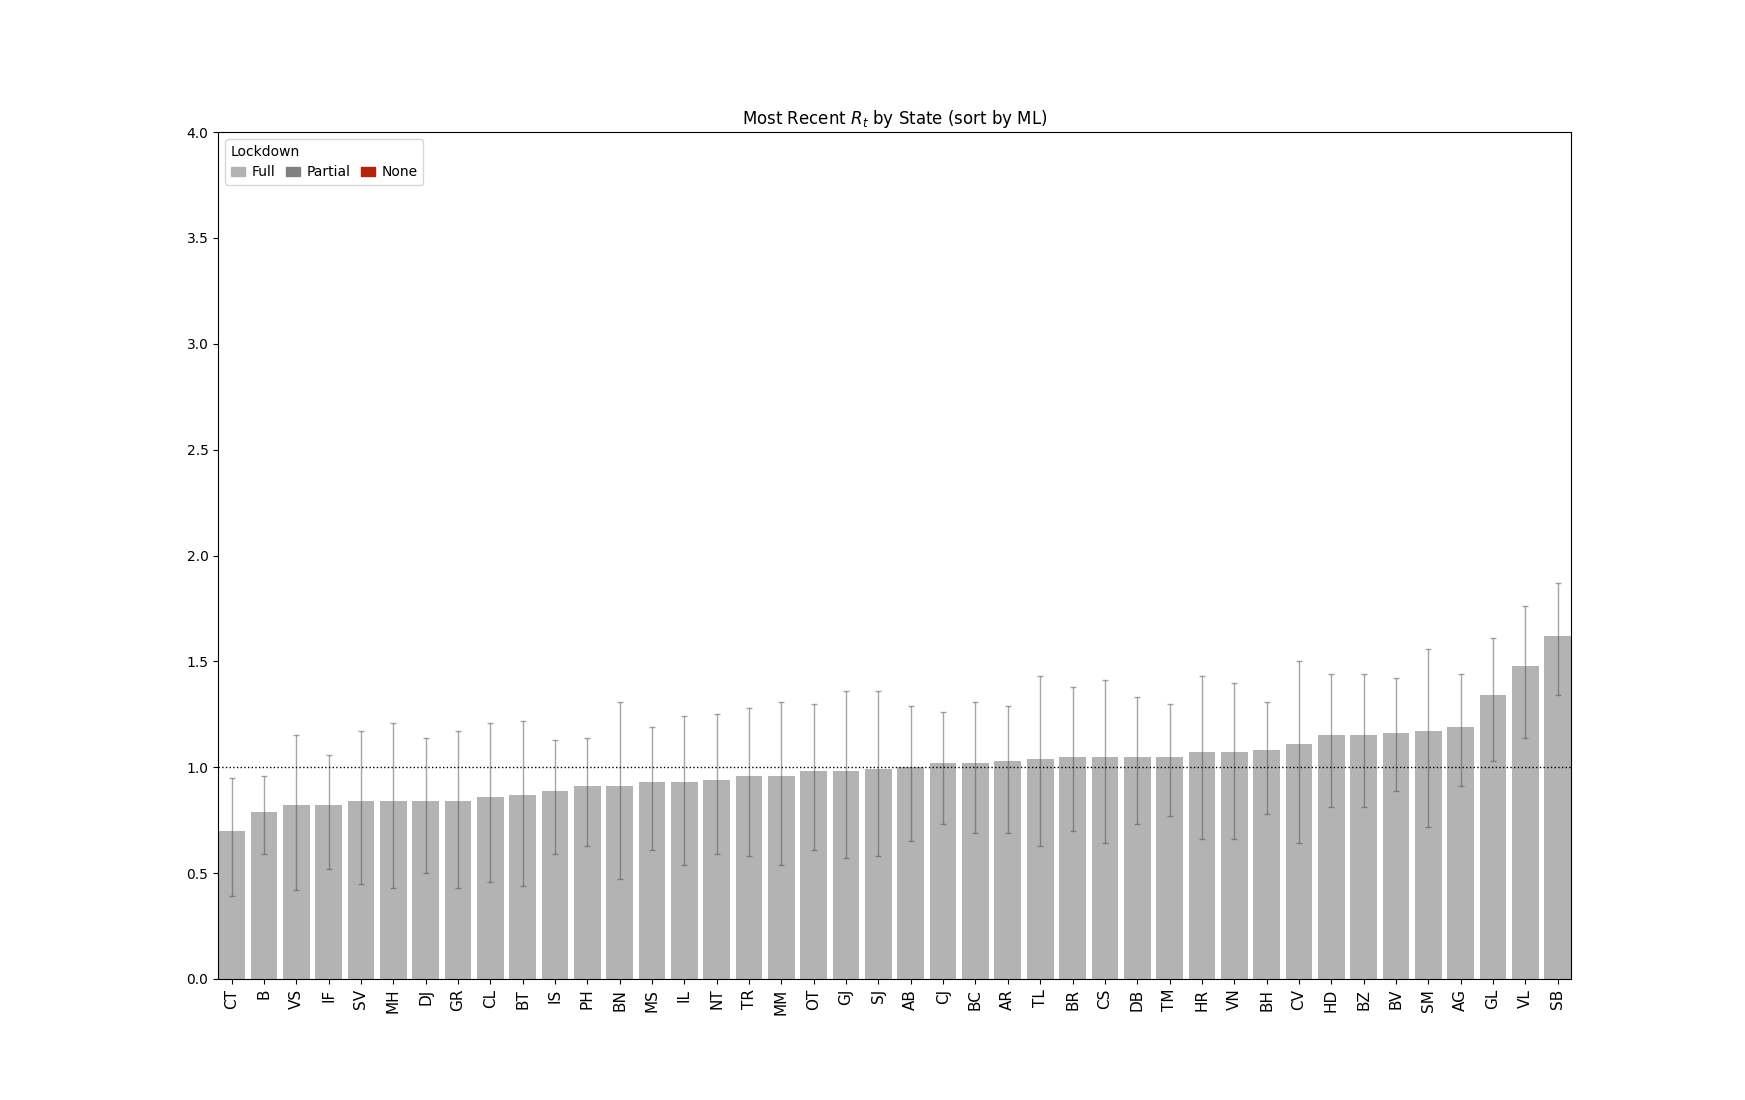 Most Recent R_t by State (sort by ML)
4.0
3.5
3.0
2.5
2.0
1.5
1.0
0.5
0.0
Lockdown
Full Partial None
CT B VS IF SV MH DJ GR CL BT IS PH BN MS IL NT TR MM OT GJ SJ AB CJ BC AR TL BR CS DB TM HR VN BH CV HD BZ BV SM AG GL VL SB